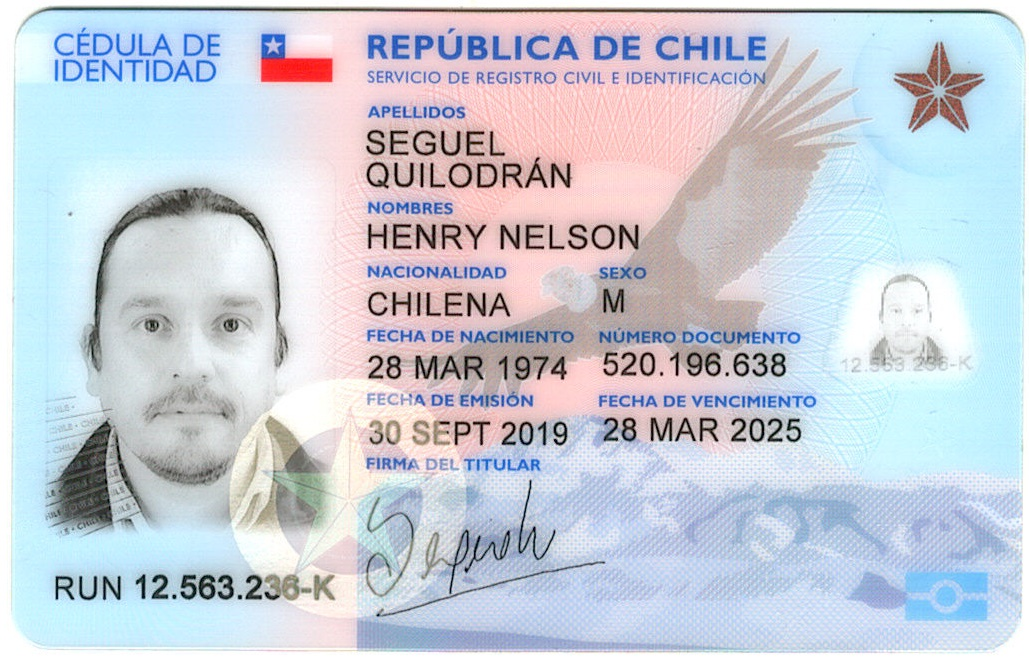 CÉDULA DE
IDENTIDAD
REPÚBLICA DE CHILE
SERVICIO DE REGISTRO CIVIL E IDENTIFICACIÓN
APELLIDOS
SEGUEL
QUILODRÁN
NOMBRES
HENRY NELSON
NACIONALIDAD SEXO
CHILENA M
FECHA DE NACIMIENTO NÚMERO DOCUMENTO
28 MAR 1974 520.196.638
12.563.236-K
FECHA DE EMISIÓN FECHA DE VENCIMIENTO
30 SEPT 2019 28 MAR 2025
FIRMA DEL TITULAR
RUN 12.563.236-K